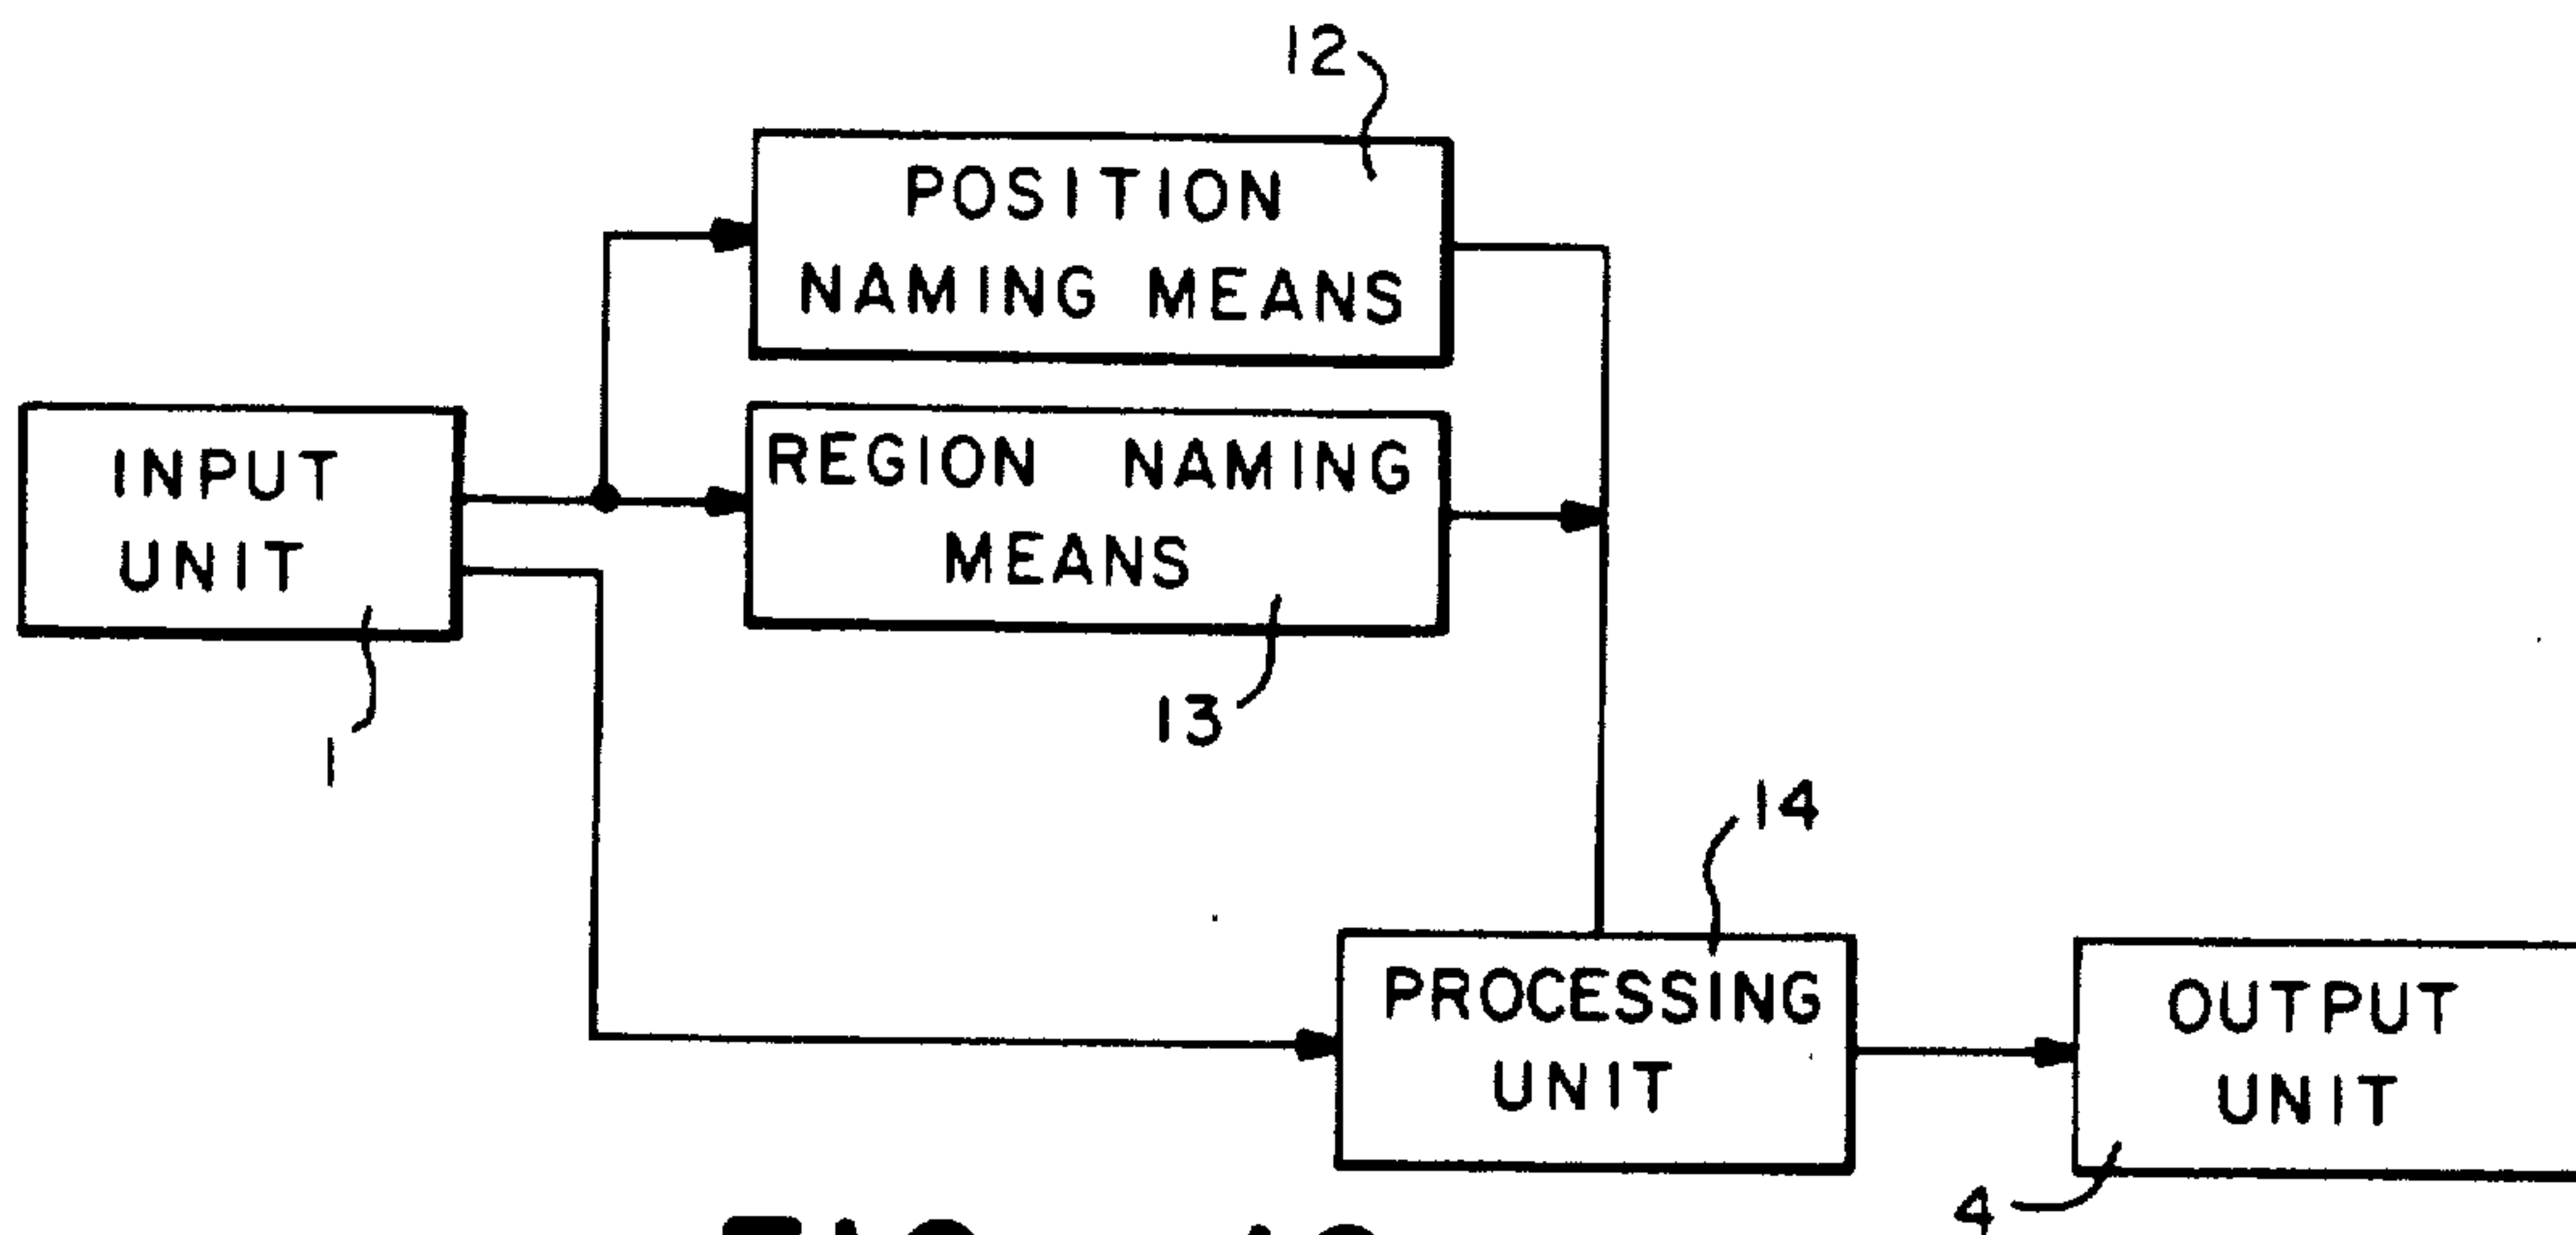 12
POSITION
NAMING MEANS
INPUT
UNIT
1
REGION NAMING
MEANS
13
14
PROCESSING
UNIT
OUTPUT
UNIT
4